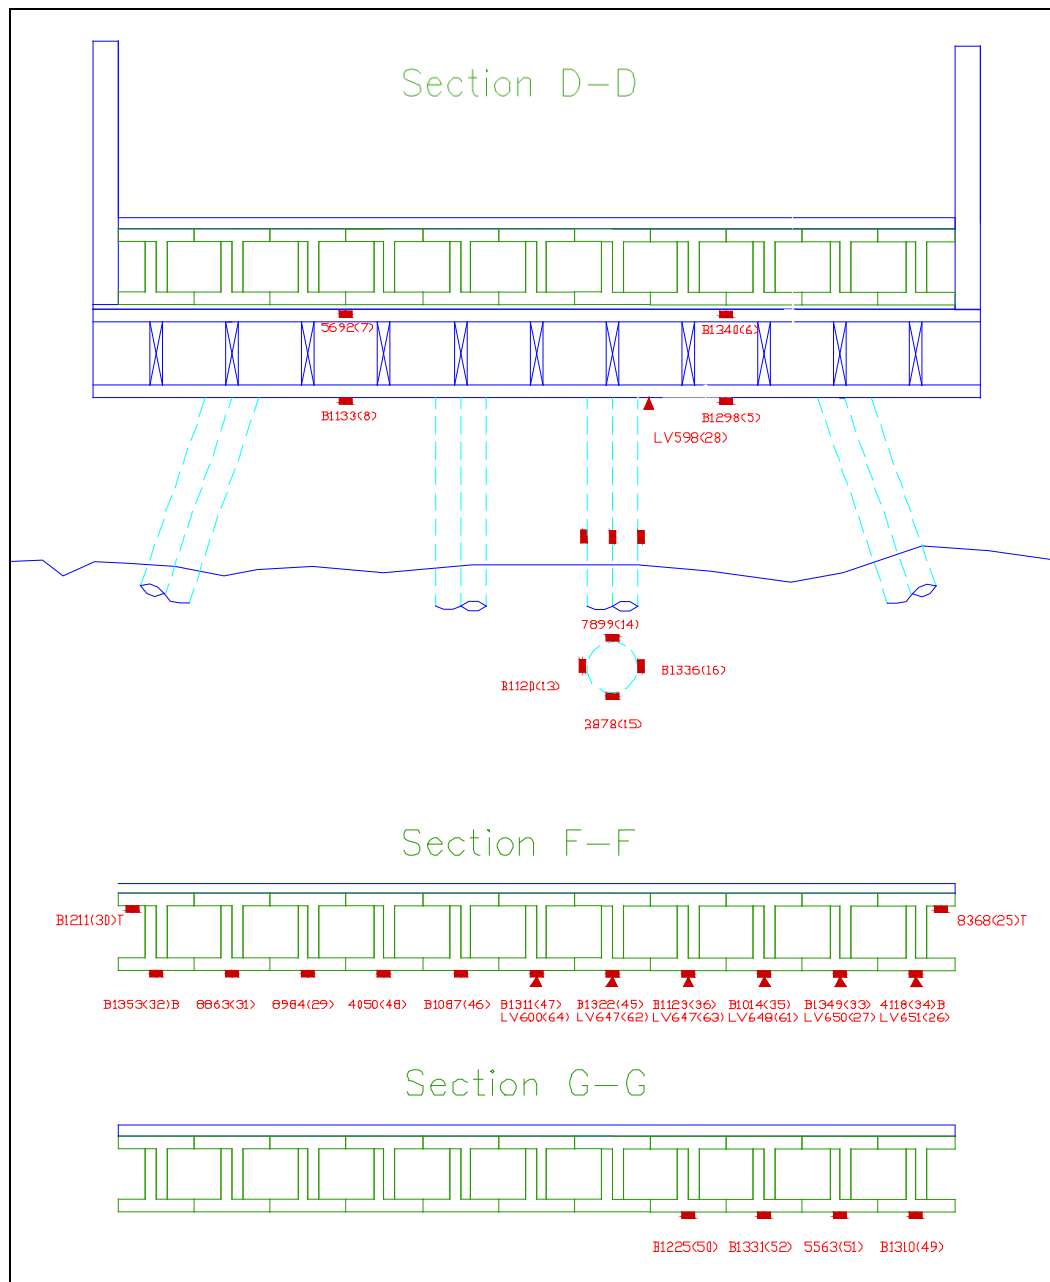 Section D-D
5692(7)
B1340(6)
B1133(8)
B1298(5)
LV598(28)
7899(14)
B1336(16)
B1120(13)
3878(15)
Section F-F
B1211(30)T
8368(25)T
B1353(32)B 8863(31) 8984(29) 4050(48) B1087(46) B1311(47) B1322(45) B1123(36) B1014(35) B1349(33) 4118(34)B
LV600(64) LV647(62) LV647(63) LV648(61) LV650(27) LV651(26)
Section G-G
B1225(50) B1331(52) 5563(51) B1310(49)